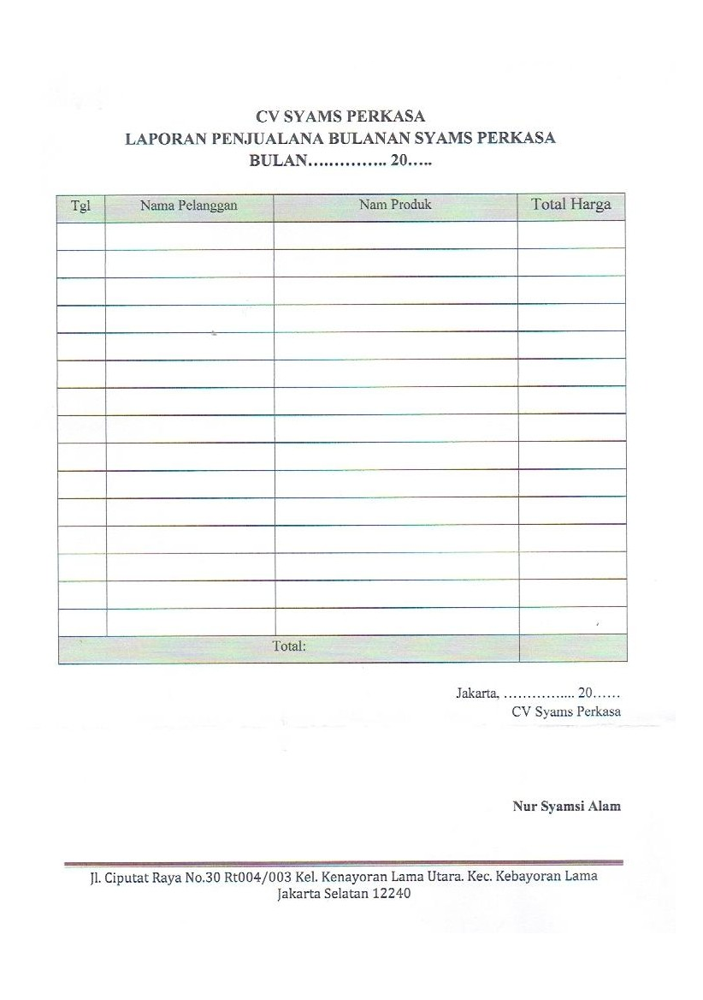 CV SYAMS PERKASA
LAPORAN PENJUALANA BULANAN SYAMS PERKASA
BULAN.............. 20.....
Tgl Nama Pelanggan Nam Produk Total Harga
Total:
Jakarta, ................ 20......
CV Syams Perkasa
Nur Syamsi Alam
Jl. Ciputat Raya No.30 Rt004/003 Kel. Kenayoran Lama Utara. Kec. Kebayoran Lama
Jakarta Selatan 12240